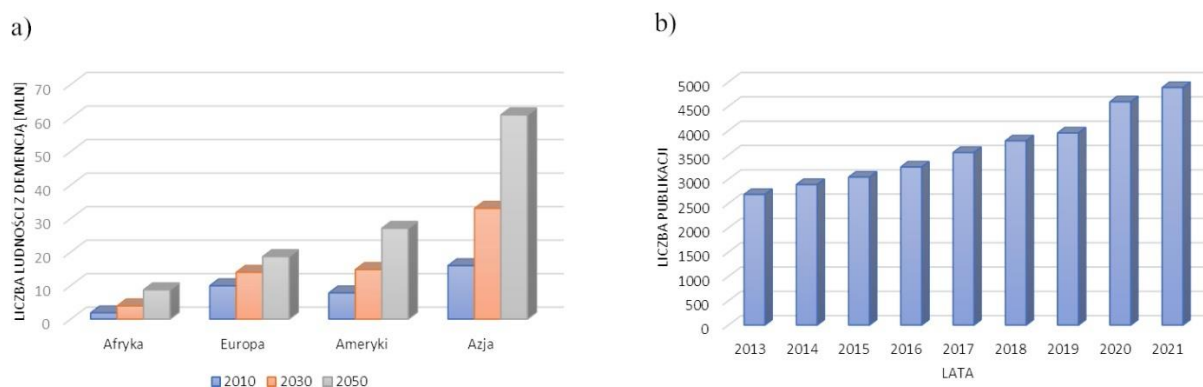 a)
LICZBA LUDNOŚCI Z DEMENCJĄ [MLN]
70
60
50
40
30
20
10
0
Afryka Europa Ameryki Azja
2010 2030 2050
b)
LICZBA PUBLIKACJI
5000
4500
4000
3500
3000
2500
2000
1500
1000
500
0
2013 2014 2015 2016 2017 2018 2019 2020 2021
LATA